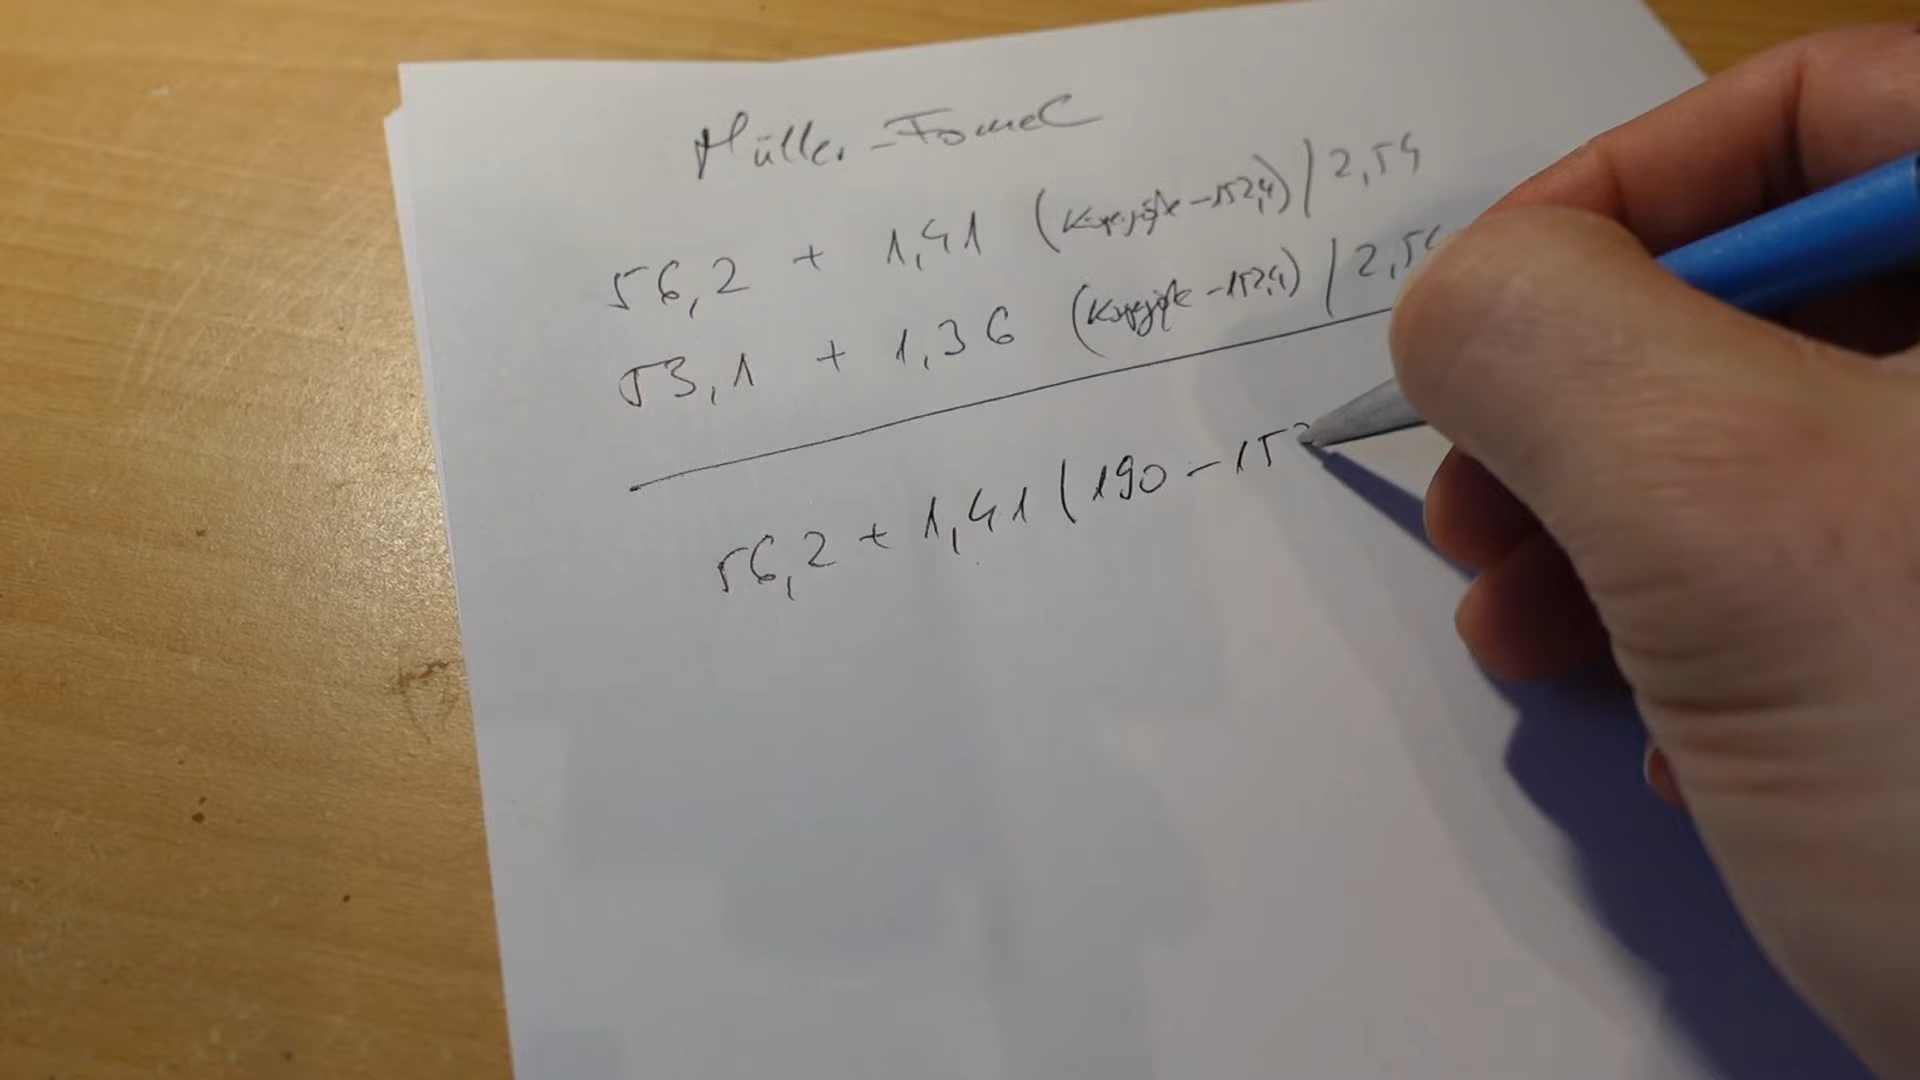 Müller-Formel
56,2 + 1,41 (Körpergröße - 152,4) / 2,54
53,1 + 1,36 (Körpergröße - 152,4) / 2,54
56,2 + 1,41 (190 - 152